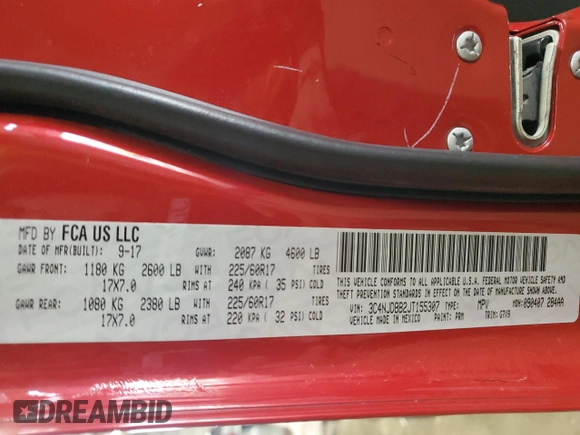 MFD BY FCA US LLC
DATE OF MFR(BUILT): 9-17 GVWR: 2087 KG 4600 LB
GAWR FRONT: 1180 KG 2600 LB WITH 225/60R17 TIRES
17X7.0 RIMS AT 240 KPA ( 35 PSI) COLD
GAWR REAR: 1080 KG 2380 LB WITH 225/60R17 TIRES
17X7.0 RIMS AT 220 KPA ( 32 PSI) COLD
THIS VEHICLE CONFORMS TO ALL APPLICABLE U.S.A. FEDERAL MOTOR VEHICLE SAFETY AND
THEFT PREVENTION STANDARDS IN EFFECT ON THE DATE OF MANUFACTURE SHOWN ABOVE.
VIN: 3C4NJDBB2JT155307 TYPE: MPV MDH: 090407 284AA
VEHICLE MADE IN MEXICO PAINT: PRM TRIM: GTV9
DREAMBID